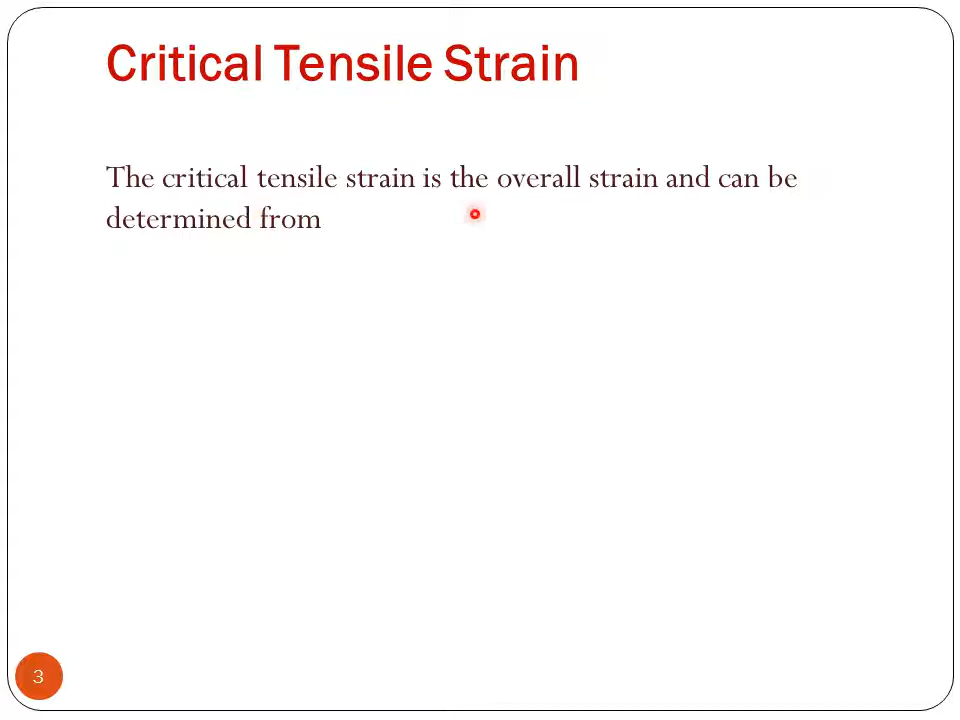 Critical Tensile Strain
The critical tensile strain is the overall strain and can be
determined from
3